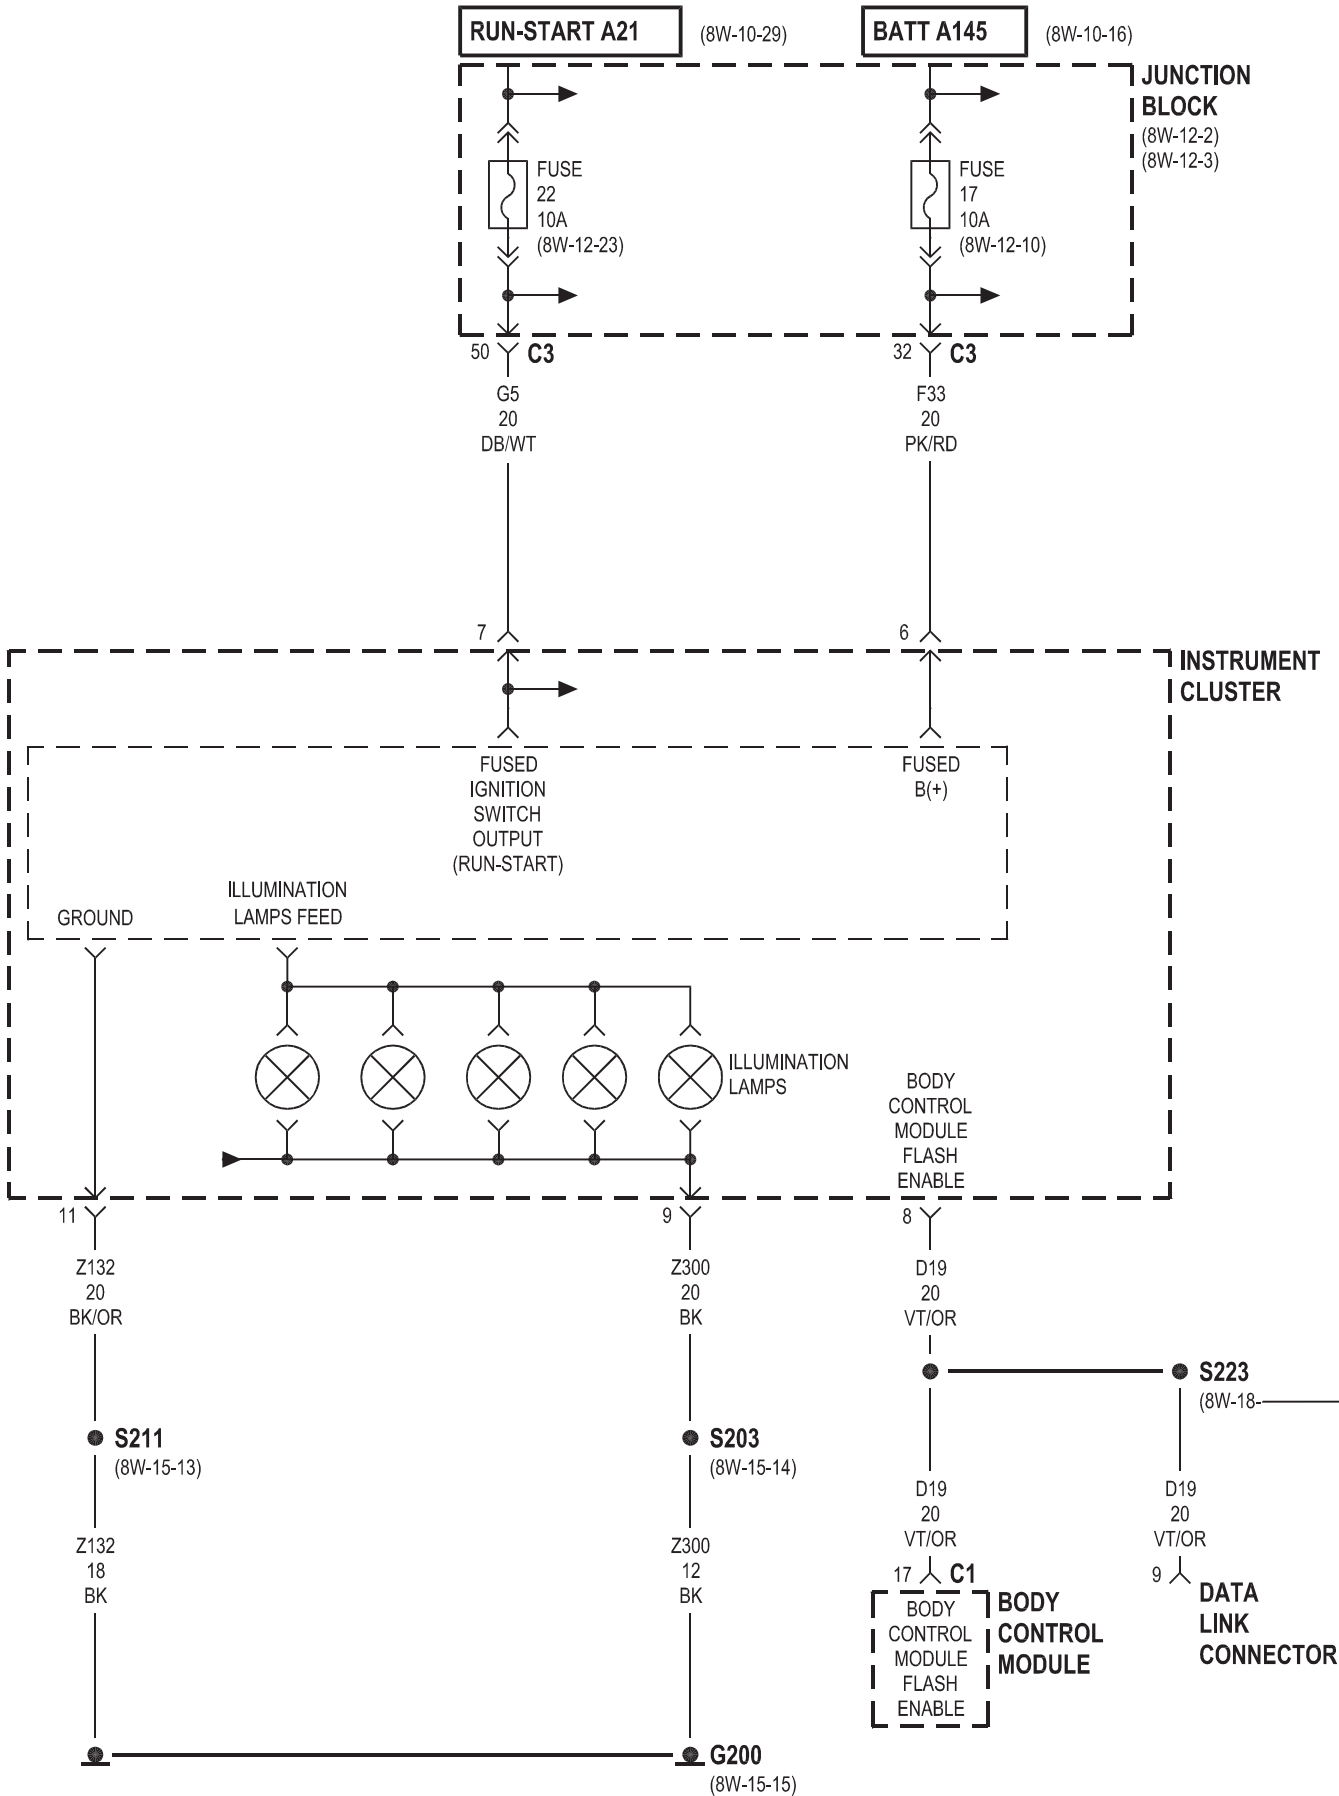 RUN-START A21
(8W-10-29)
BATT A145
(8W-10-16)
JUNCTION
BLOCK
(8W-12-2)
(8W-12-3)
FUSE
22
10A
(8W-12-23)
FUSE
17
10A
(8W-12-10)
50
C3
32
C3
G5
20
DB/WT
F33
20
PK/RD
7
6
INSTRUMENT
CLUSTER
FUSED
IGNITION
SWITCH
OUTPUT
(RUN-START)
FUSED
B(+)
GROUND
ILLUMINATION
LAMPS FEED
ILLUMINATION
LAMPS
BODY
CONTROL
MODULE
FLASH
ENABLE
11
9
8
Z132
20
BK/OR
Z300
20
BK
D19
20
VT/OR
S223
(8W-18-
S211
(8W-15-13)
S203
(8W-15-14)
Z132
18
BK
Z300
12
BK
D19
20
VT/OR
D19
20
VT/OR
17
C1
9
BODY
CONTROL
MODULE
FLASH
ENABLE
BODY
CONTROL
MODULE
DATA
LINK
CONNECTOR
G200
(8W-15-15)